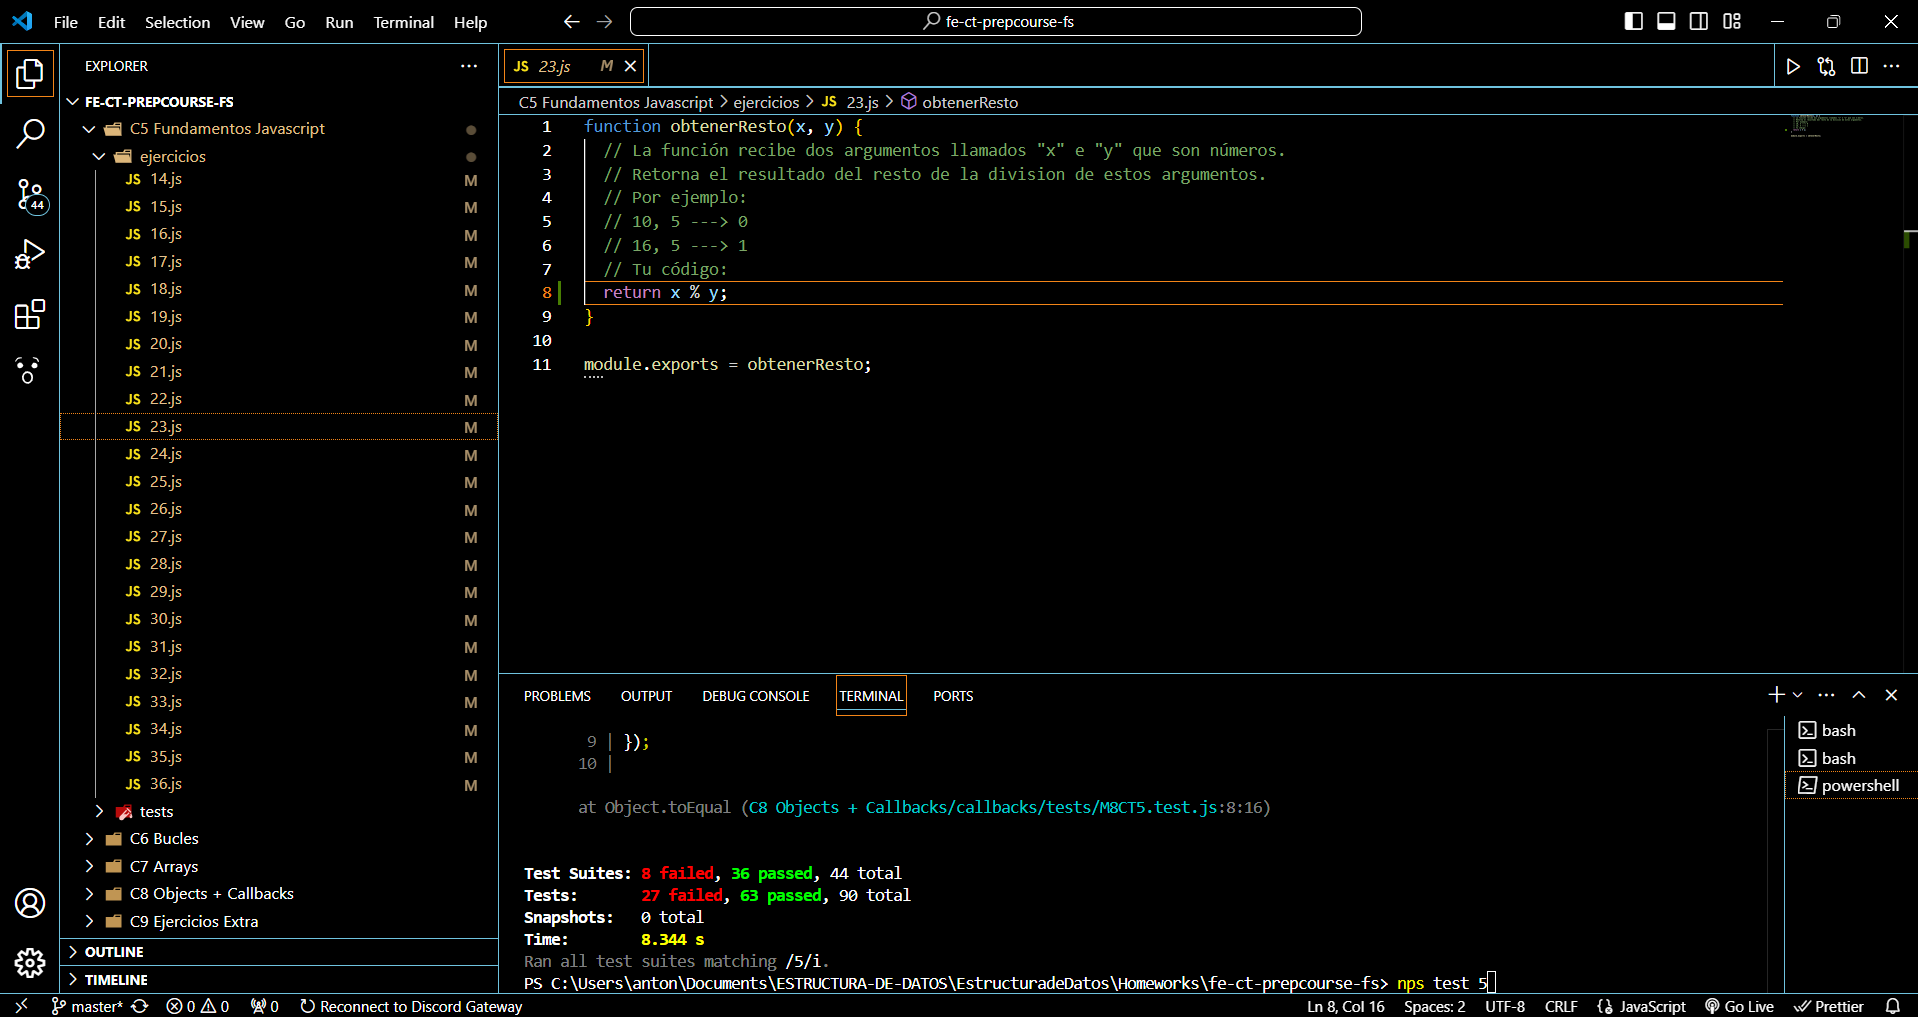 File Edit Selection View Go Run Terminal Help
fe-ct-prepcourse-fs
EXPLORER
FE-CT-PREPCOURSE-FS
C5 Fundamentos Javascript
ejercicios
JS 14.js M
JS 15.js M
JS 16.js M
JS 17.js M
JS 18.js M
JS 19.js M
JS 20.js M
JS 21.js M
JS 22.js M
JS 23.js M
JS 24.js M
JS 25.js M
JS 26.js M
JS 27.js M
JS 28.js M
JS 29.js M
JS 30.js M
JS 31.js M
JS 32.js M
JS 33.js M
JS 34.js M
JS 35.js M
JS 36.js M
tests
C6 Bucles
C7 Arrays
C8 Objects + Callbacks
C9 Ejercicios Extra
OUTLINE
TIMELINE
44
JS 23.js M
C5 Fundamentos Javascript > ejercicios > JS 23.js > obtenerResto
1 function obtenerResto(x, y) {
2 // La función recibe dos argumentos llamados "x" e "y" que son números.
3 // Retorna el resultado del resto de la division de estos argumentos.
4 // Por ejemplo:
5 // 10, 5 ---> 0
6 // 16, 5 ---> 1
7 // Tu código:
8 return x % y;
9 }
10
11 module.exports = obtenerResto;
PROBLEMS OUTPUT DEBUG CONSOLE TERMINAL PORTS
9 | });
10 |
at Object.toEqual (C8 Objects + Callbacks/callbacks/tests/M8CT5.test.js:8:16)
Test Suites: 8 failed, 36 passed, 44 total
Tests: 27 failed, 63 passed, 90 total
Snapshots: 0 total
Time: 8.344 s
Ran all test suites matching /5/i.
PS C:\Users\anton\Documents\ESTRUCTURA-DE-DATOS\EstructuradeDatos\Homeworks\fe-ct-prepcourse-fs> nps test 5
bash
bash
powershell
master* 0 0 0 Reconnect to Discord Gateway Ln 8, Col 16 Spaces: 2 UTF-8 CRLF {} JavaScript Go Live Prettier